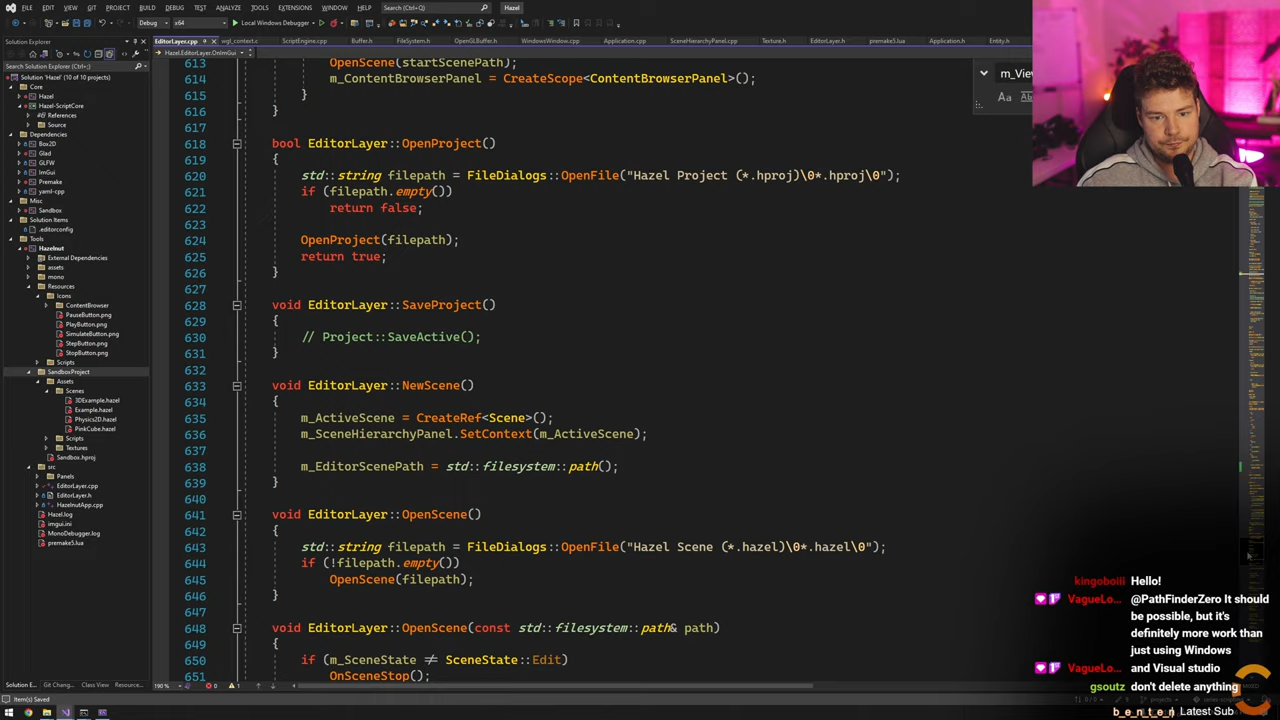 FILE EDIT VIEW GIT PROJECT BUILD DEBUG TEST ANALYZE TOOLS EXTENSIONS WINDOW HELP Search (Ctrl+Q) Hazel
Debug x64 Local Windows Debugger
Solution Explorer
Search Solution Explorer (Ctrl+;)
Solution 'Hazel' (10 of 10 projects)
Core
Hazel
Hazel-ScriptCore
References
Source
Dependencies
Box2D
Glad
GLFW
ImGui
Premake
yaml-cpp
Misc
Sandbox
Solution Items
.editorconfig
Tools
Hazelnut
External Dependencies
assets
mono
Resources
Icons
ContentBrowser
PauseButton.png
PlayButton.png
SimulateButton.png
StepButton.png
StopButton.png
Scripts
SandboxProject
Assets
Scenes
3DExample.hazel
Example.hazel
Physics2D.hazel
PinkCube.hazel
Scripts
Textures
Sandbox.hproj
src
Panels
EditorLayer.cpp
EditorLayer.h
HazelnutApp.cpp
Hazel.log
imgui.ini
MonoDebugger.log
premake5.lua
Solution E... Git Chang... Class View Resource...
EditorLayer.cpp wgl_context.c ScriptEngine.cpp Buffer.h FileSystem.h OpenGLBuffer.h WindowsWindow.cpp Application.cpp SceneHierarchyPanel.cpp Texture.h EditorLayer.h premake5.lua Application.h Entity.h
Hazel.EditorLayer.OnImGui
m_Vie
613 OpenScene(startScenePath);
614 m_ContentBrowserPanel = CreateScope<ContentBrowserPanel>();
615 }
616 }
617
618 bool EditorLayer::OpenProject()
619 {
620 std::string filepath = FileDialogs::OpenFile("Hazel Project (*.hproj)\0*.hproj\0");
621 if (filepath.empty())
622 return false;
623
624 OpenProject(filepath);
625 return true;
626 }
627
628 void EditorLayer::SaveProject()
629 {
630 // Project::SaveActive();
631 }
632
633 void EditorLayer::NewScene()
634 {
635 m_ActiveScene = CreateRef<Scene>();
636 m_SceneHierarchyPanel.SetContext(m_ActiveScene);
637
638 m_EditorScenePath = std::filesystem::path();
639 }
640
641 void EditorLayer::OpenScene()
642 {
643 std::string filepath = FileDialogs::OpenFile("Hazel Scene (*.hazel)\0*.hazel\0");
644 if (!filepath.empty())
645 OpenScene(filepath);
646 }
647
648 void EditorLayer::OpenScene(const std::filesystem::path& path)
649 {
650 if (m_SceneState ≠ SceneState::Edit)
651 OnSceneStop();
190 % 0 1
Item(s) Saved
kingoboiii Hello!
VagueLo... @PathFinderZero It should
be possible, but it's
definitely more work than
just using Windows
VagueLo... and Visual studio
gsoutz don't delete anything
b_e_n_t_e_n Latest Sub